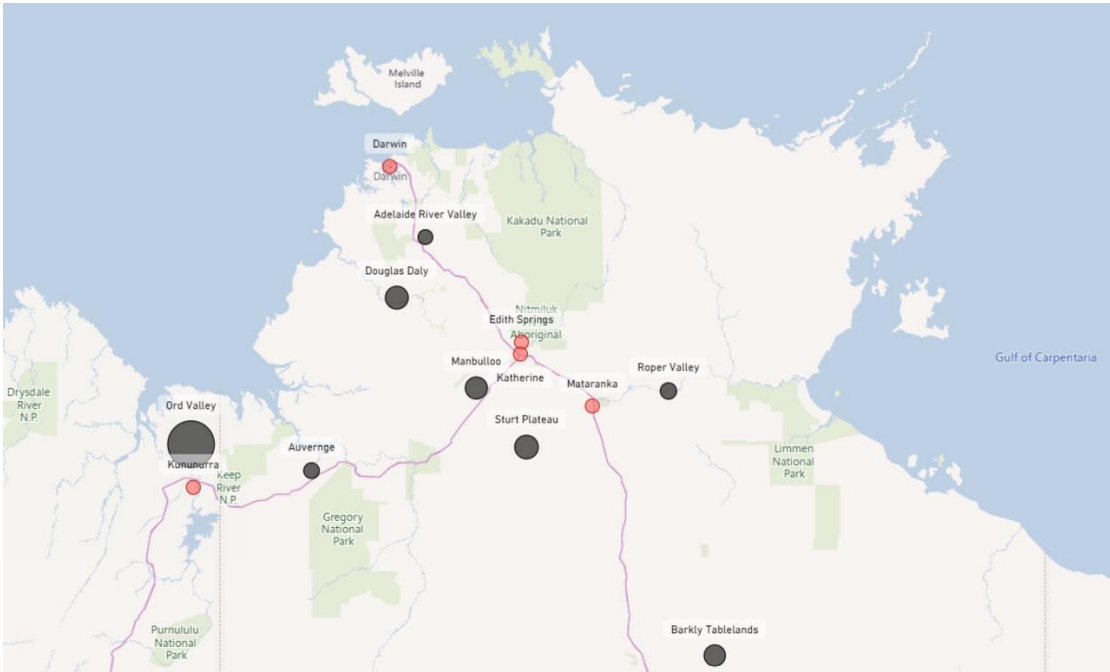 Melville
Island
Darwin
Darwin
Adelaide River Valley
Kakadu National
Park
Douglas Daly
Nitmiluk
Edith Springs
Aboriginal
Manbulloo
Katherine
Mataranka
Roper Valley
Gulf of Carpentaria
Drysdale
River
N.P.
Ord Valley
Sturt Plateau
Auvernge
Limmen
National
Park
Kununurra
Keep
River
N.P.
Gregory
National
Park
Purnululu
National
Park
Barkly Tablelands